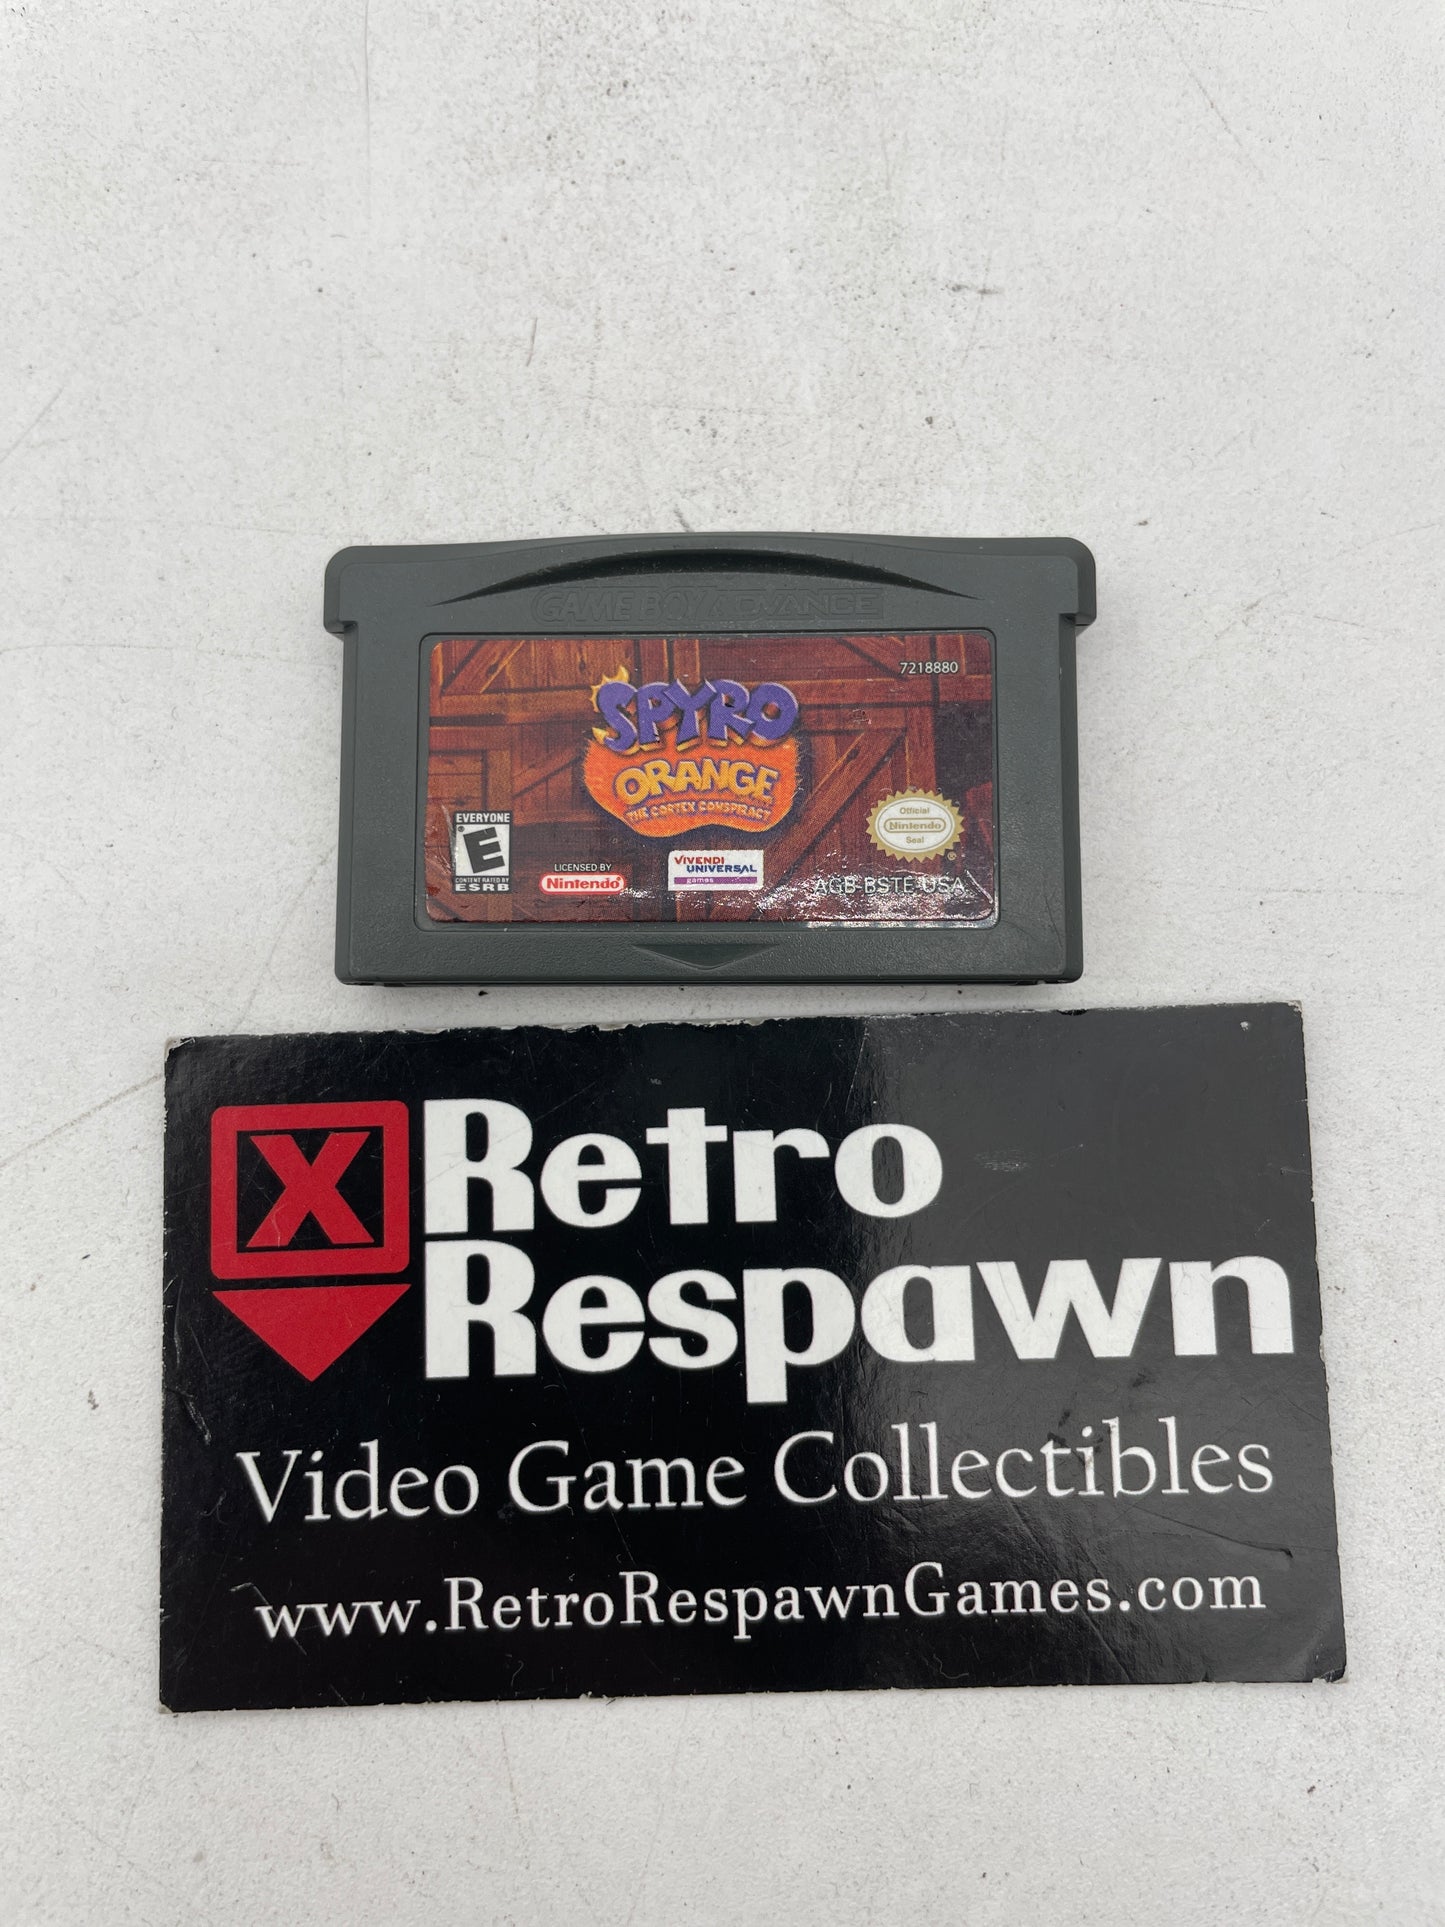 GAME BOY ADVANCE
7218880
SPYRO
ORANGE
THE CORTEX CONSPIRACY
EVERYONE
E
CONTENT RATED BY
ESRB
LICENSED BY
Nintendo
VIVENDI
UNIVERSAL
games
Official
Nintendo
Seal
AGB-BSTE-USA
X
Retro
Respawn
Video Game Collectibles
www.RetroRespawnGames.com